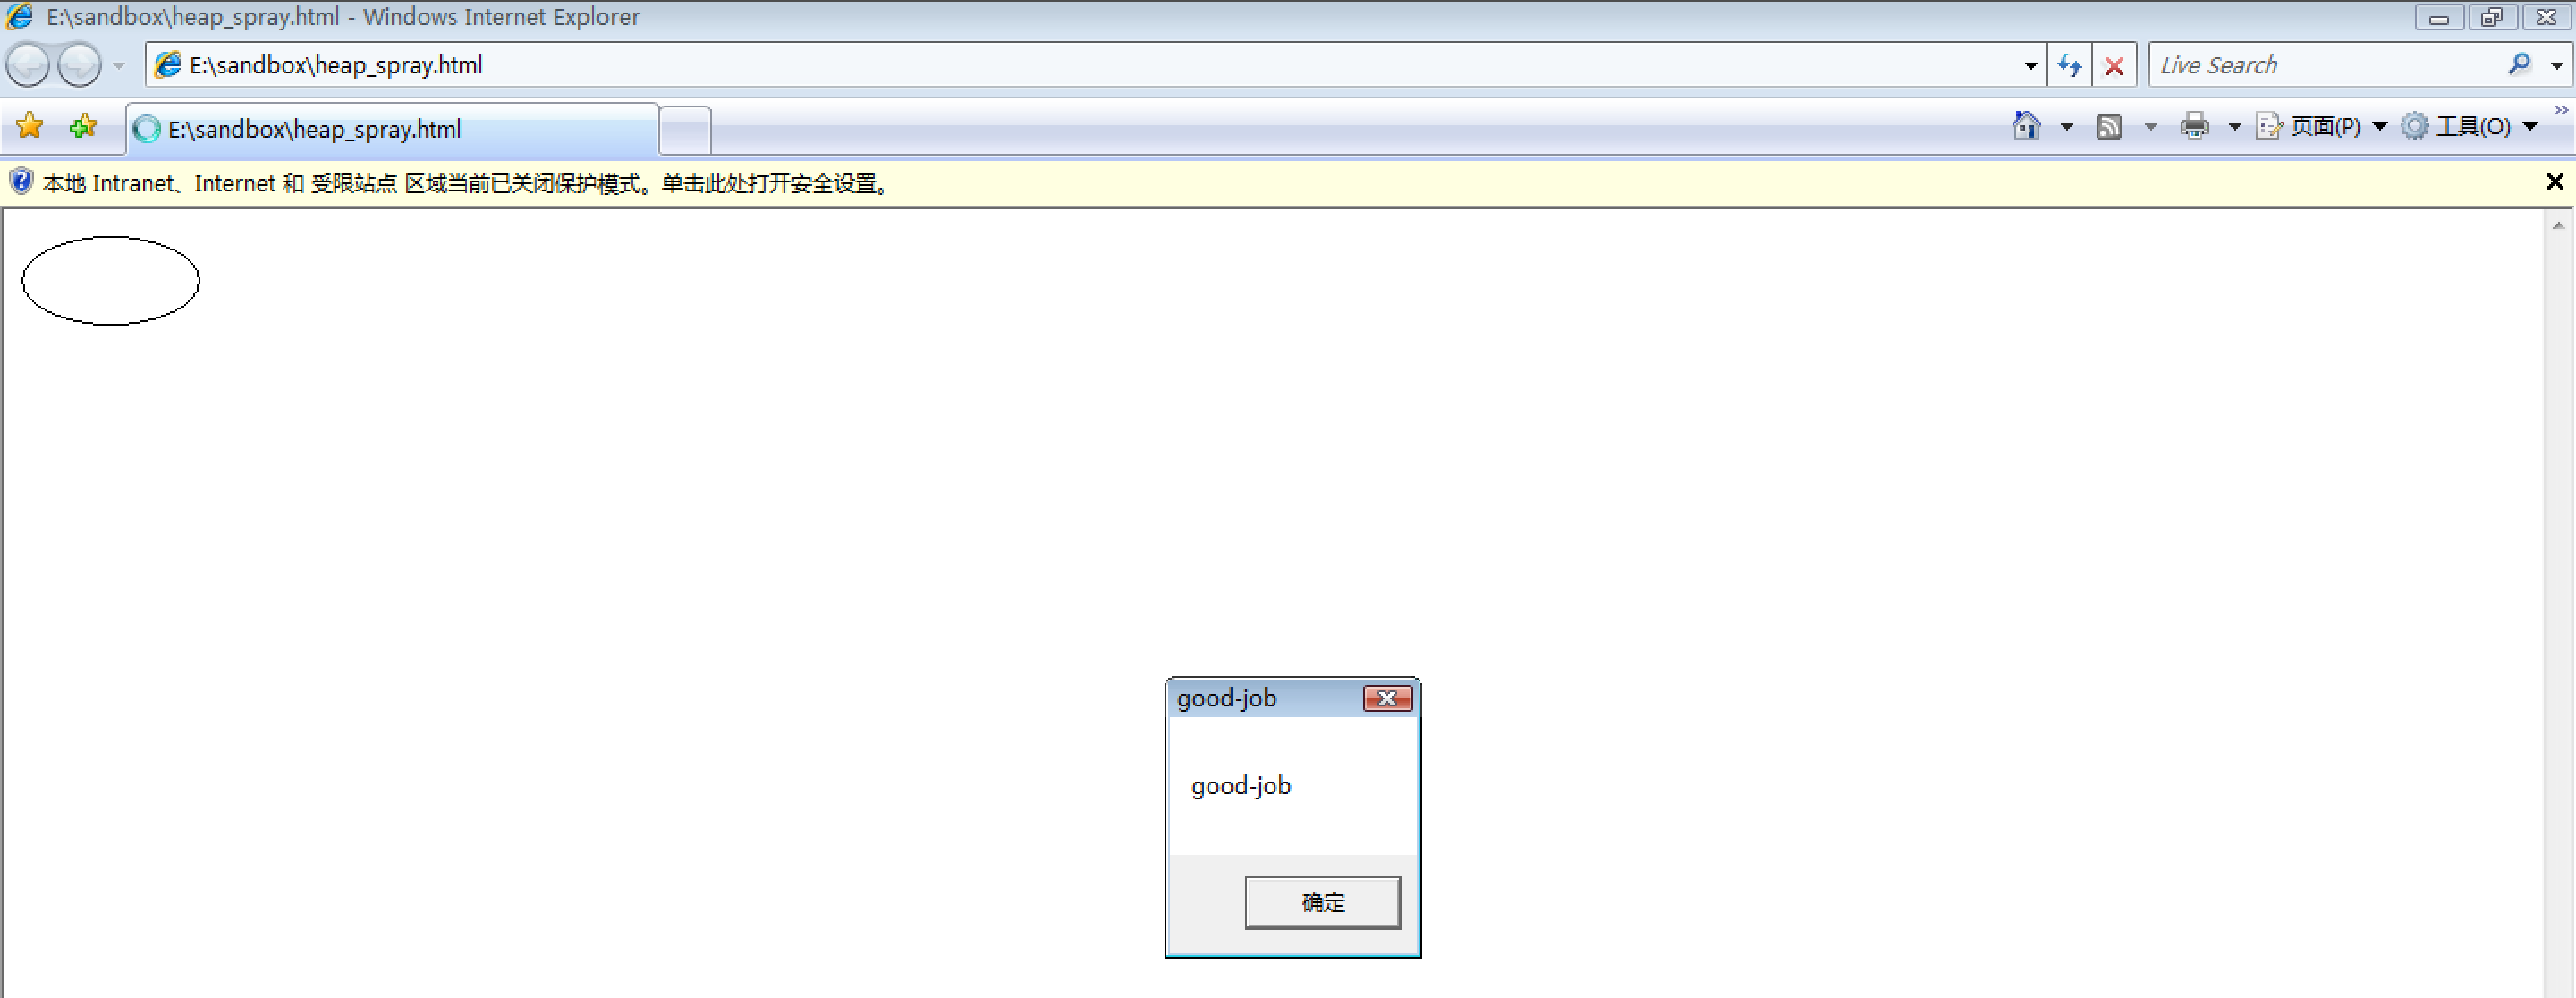 E:\sandbox\heap_spray.html - Windows Internet Explorer
E:\sandbox\heap_spray.html
Live Search
E:\sandbox\heap_spray.html
页面(P)
工具(O)
本地 Intranet、Internet 和 受限站点 区域当前已关闭保护模式。单击此处打开安全设置。
good-job
good-job
确定